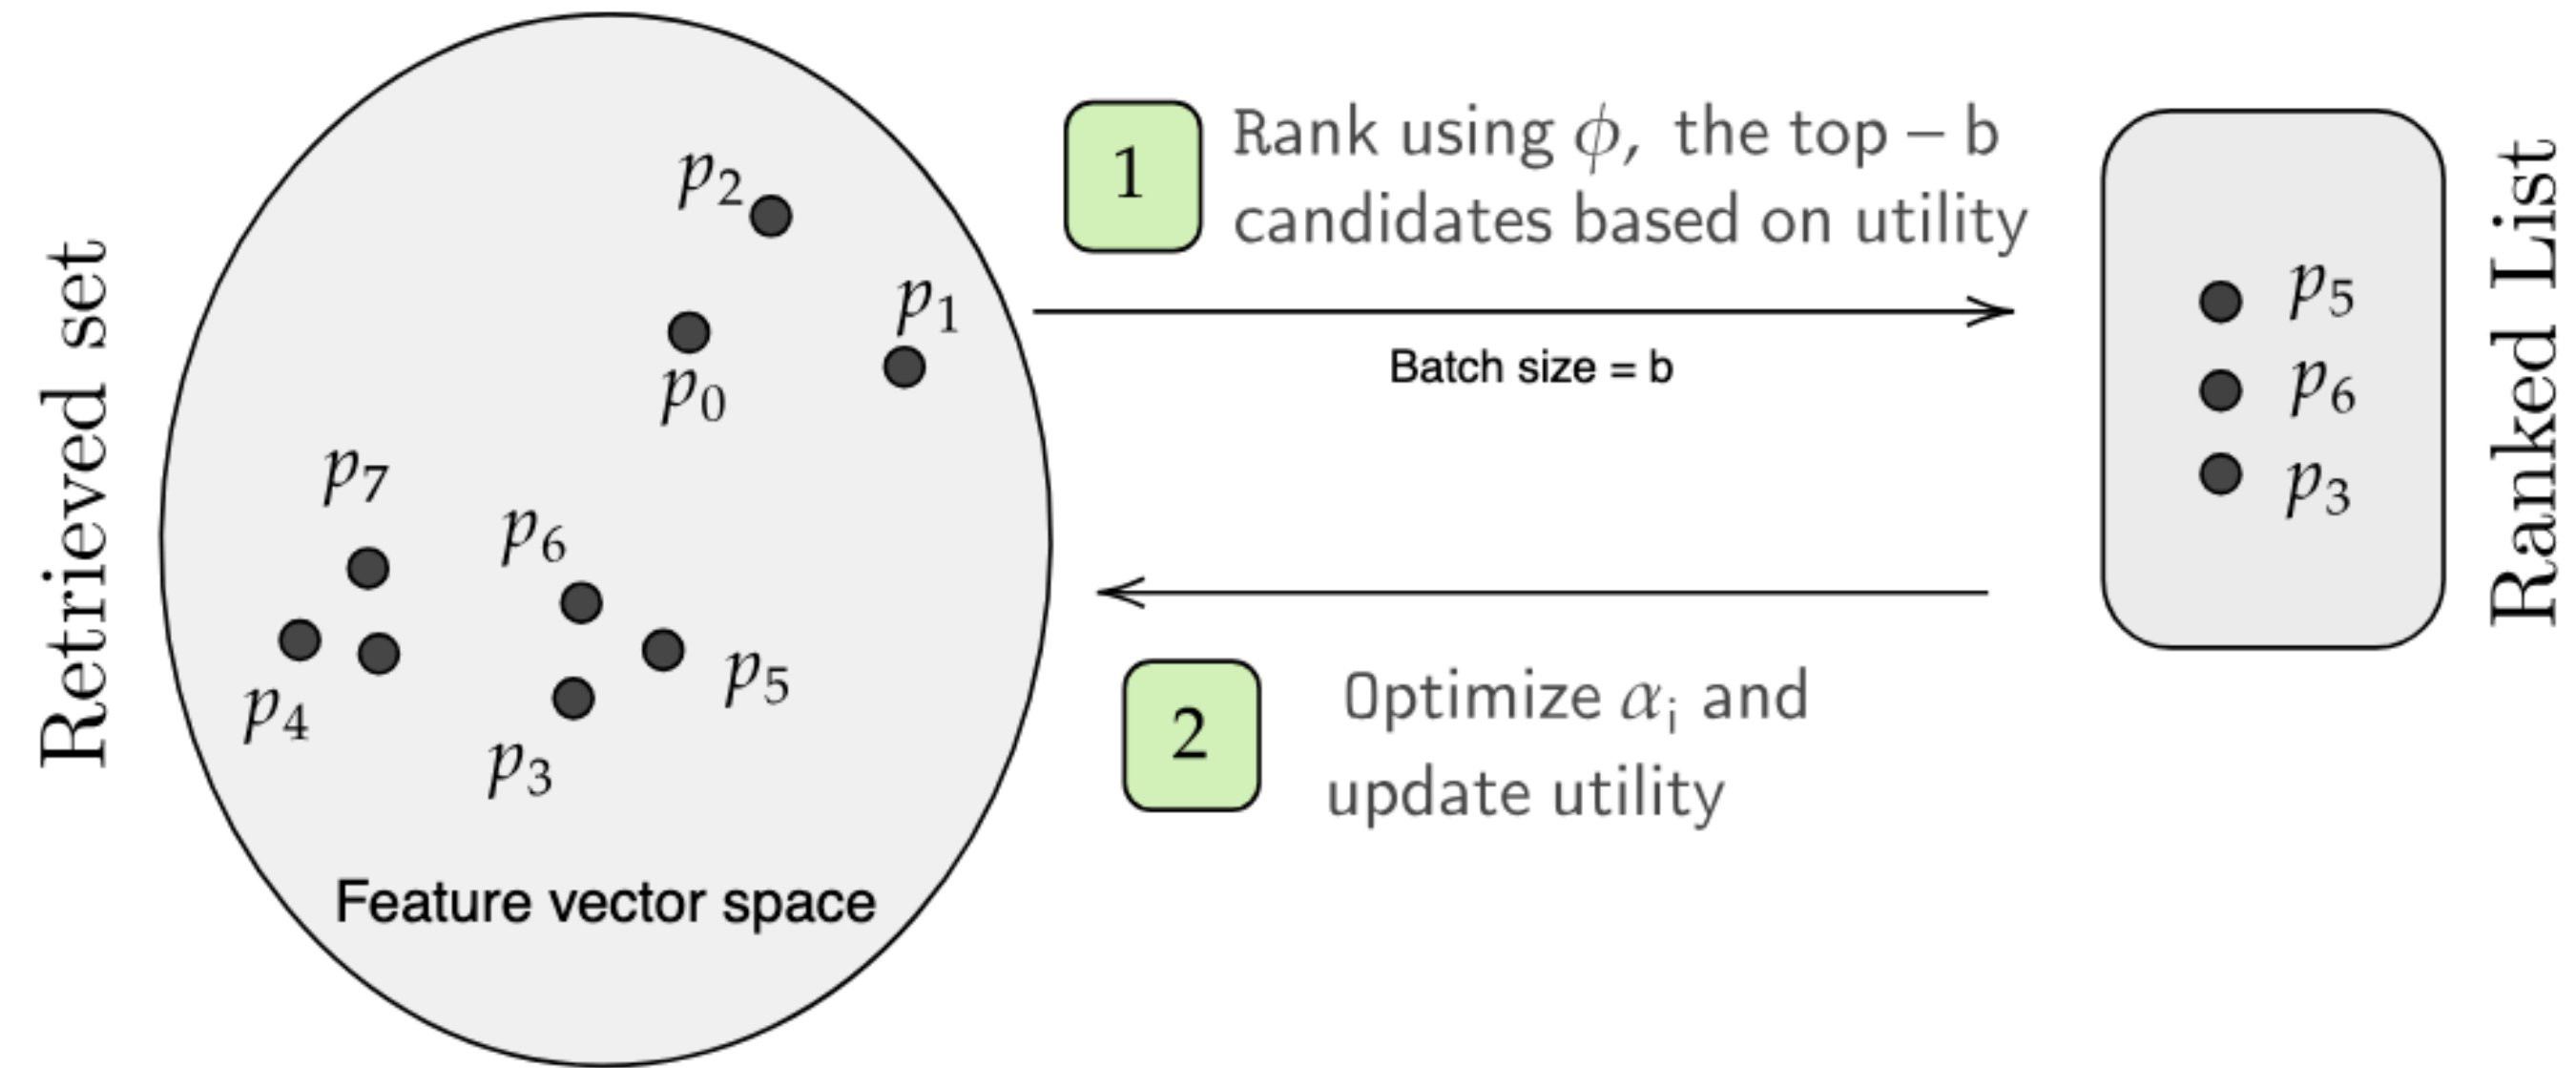 Retrieved set
p2
p1
p0
p7
p6
p5
p4
p3
Feature vector space
1
Rank using ϕ, the top – b
candidates based on utility
Batch size = b
2
Optimize αi and
update utility
p5
p6
p3
Ranked List